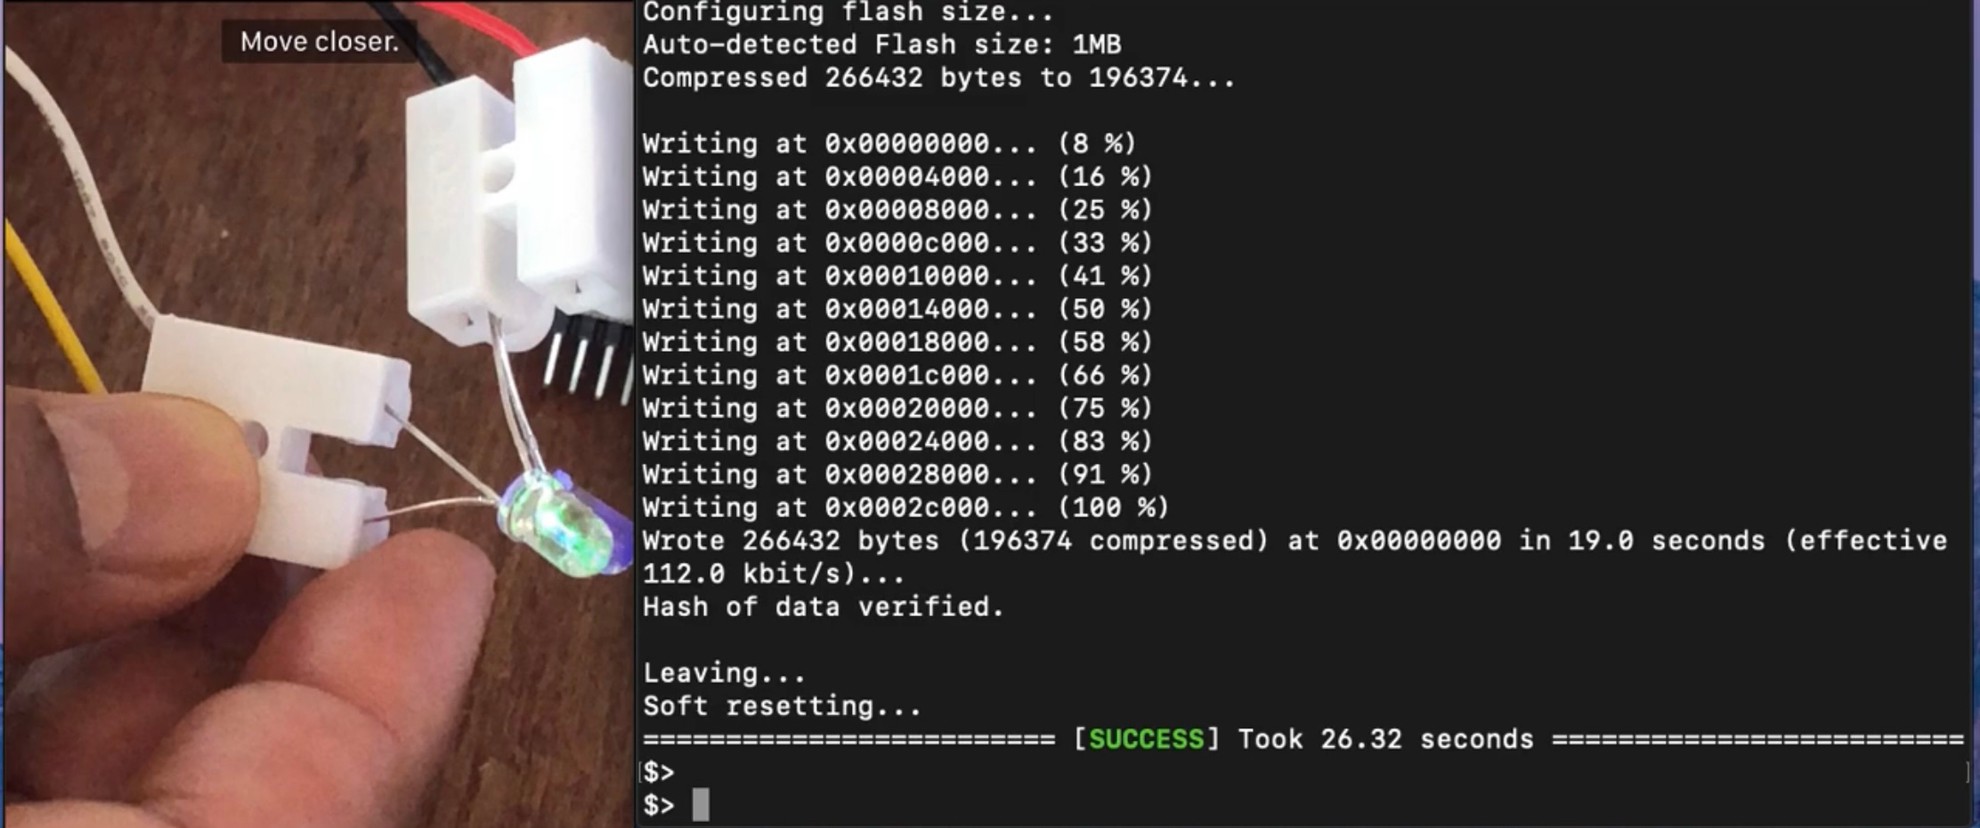 Move closer.
Configuring flash size...
Auto-detected Flash size: 1MB
Compressed 266432 bytes to 196374...
Writing at 0x00000000... (8 %)
Writing at 0x00004000... (16 %)
Writing at 0x00008000... (25 %)
Writing at 0x0000c000... (33 %)
Writing at 0x00010000... (41 %)
Writing at 0x00014000... (50 %)
Writing at 0x00018000... (58 %)
Writing at 0x0001c000... (66 %)
Writing at 0x00020000... (75 %)
Writing at 0x00024000... (83 %)
Writing at 0x00028000... (91 %)
Writing at 0x0002c000... (100 %)
Wrote 266432 bytes (196374 compressed) at 0x00000000 in 19.0 seconds (effective
112.0 kbit/s)...
Hash of data verified.
Leaving...
Soft resetting...
========================= [SUCCESS] Took 26.32 seconds =========================
[$> ]
$>